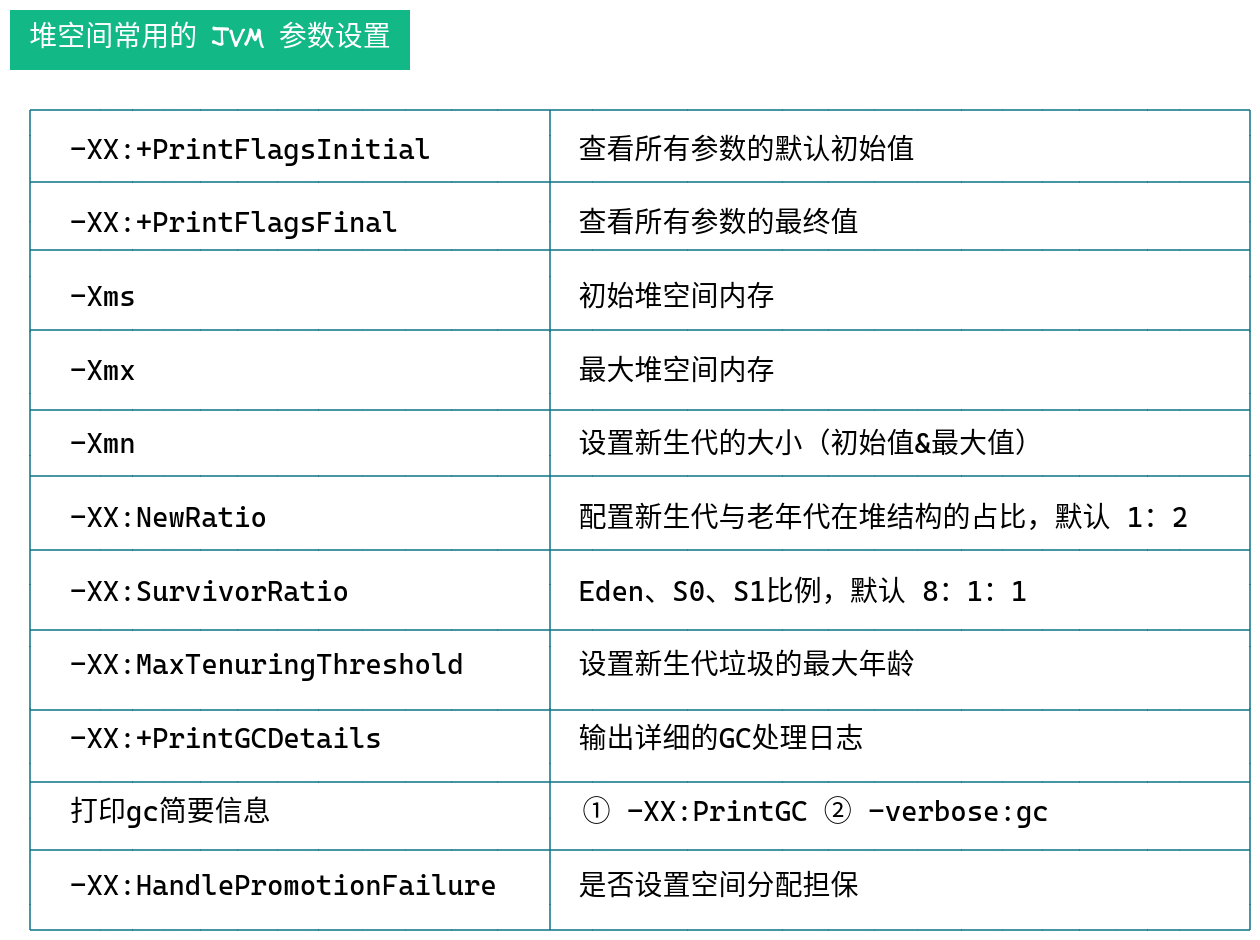 堆空间常用的 JVM 参数设置
-XX:+PrintFlagsInitial 查看所有参数的默认初始值
-XX:+PrintFlagsFinal 查看所有参数的最终值
-Xms 初始堆空间内存
-Xmx 最大堆空间内存
-Xmn 设置新生代的大小（初始值&最大值）
-XX:NewRatio 配置新生代与老年代在堆结构的占比，默认 1：2
-XX:SurvivorRatio Eden、S0、S1比例，默认 8：1：1
-XX:MaxTenuringThreshold 设置新生代垃圾的最大年龄
-XX:+PrintGCDetails 输出详细的GC处理日志
打印gc简要信息 ① -XX:PrintGC ② -verbose:gc
-XX:HandlePromotionFailure 是否设置空间分配担保